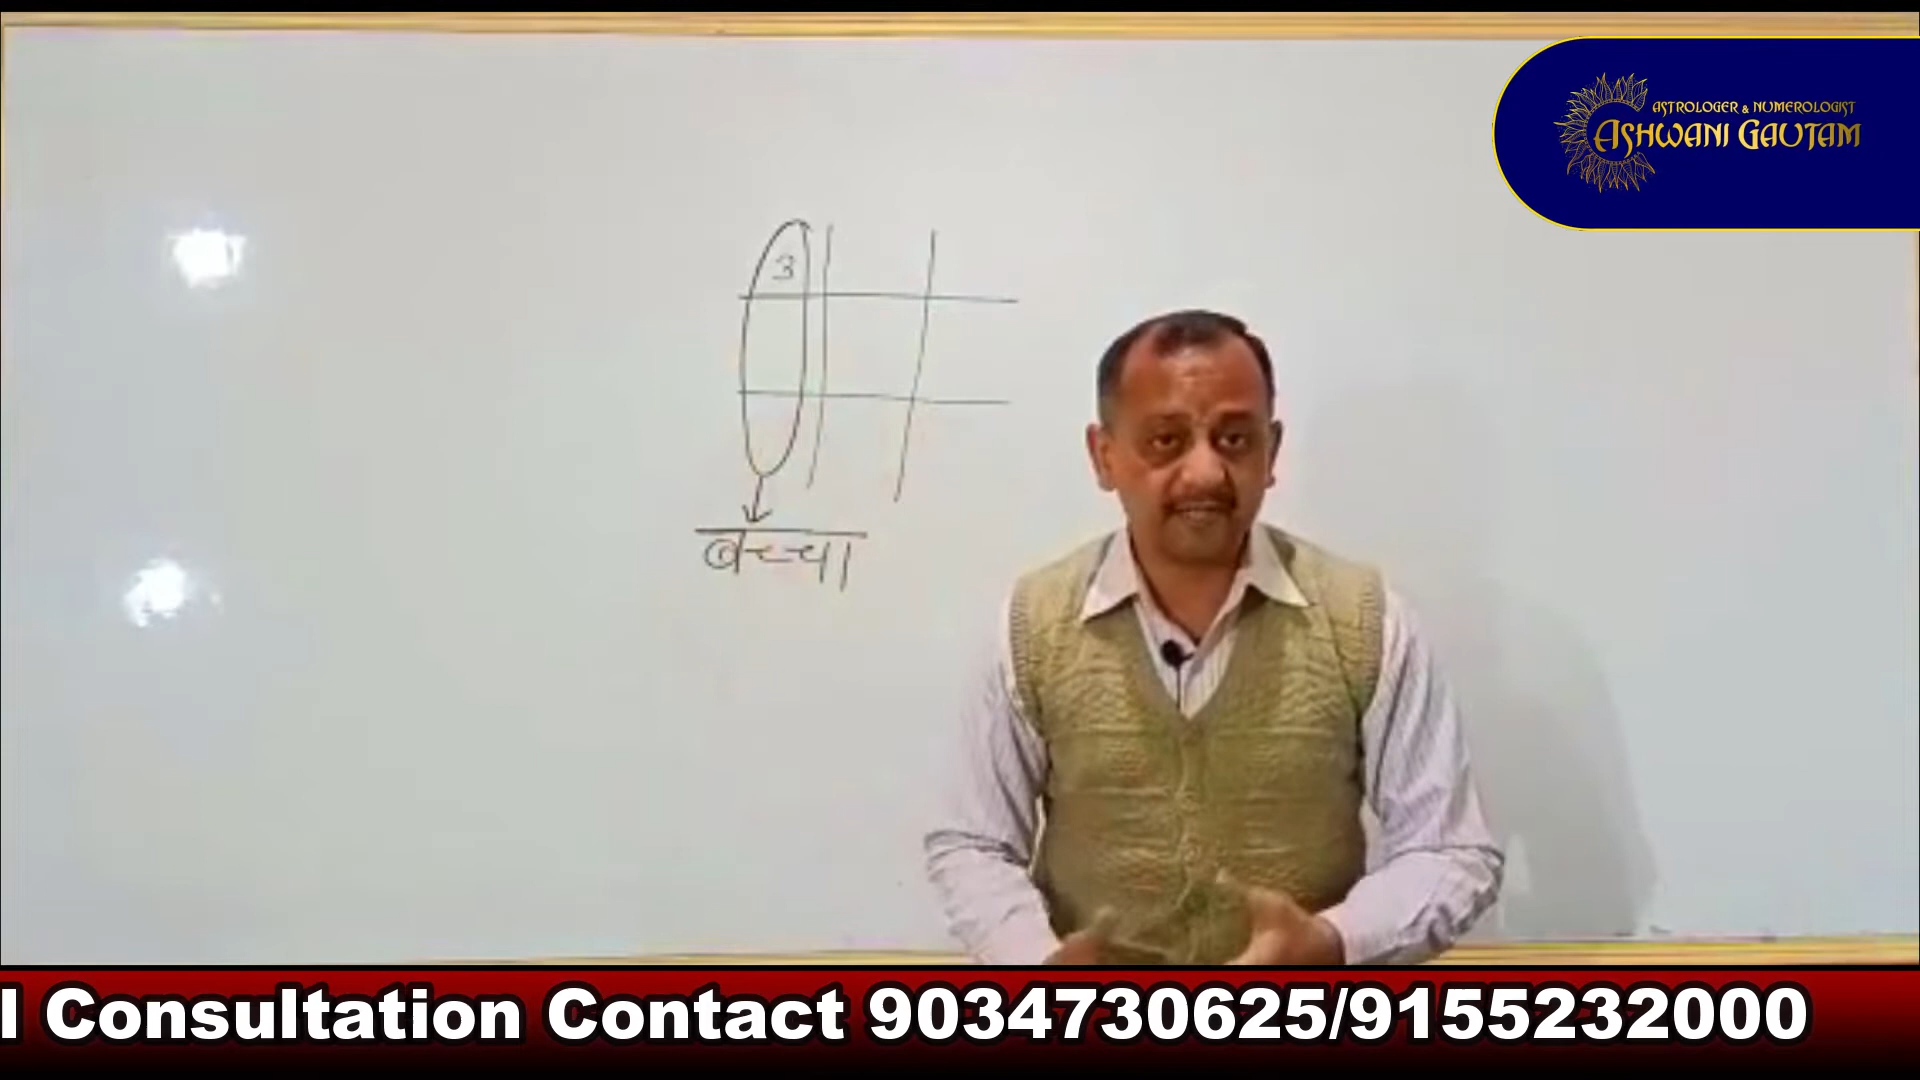 ASTROLOGER & NUMEROLOGIST
ASHWANI GAUTAM
3
बच्चा
l Consultation Contact 9034730625/9155232000